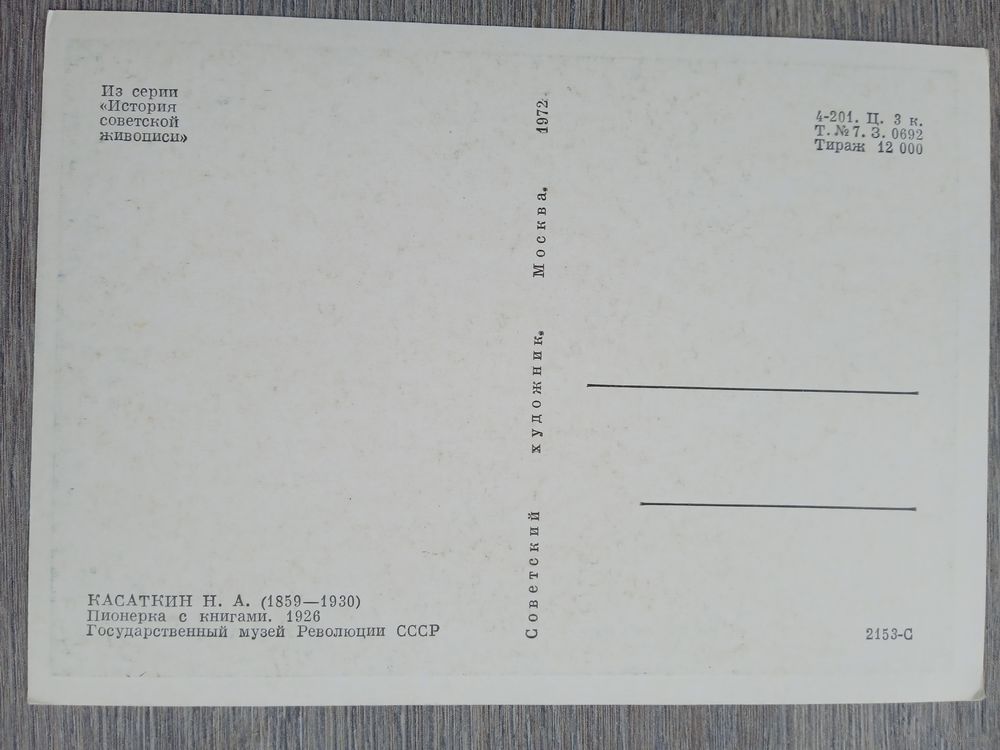 Из серии
«История
советской
живописи»
КАСАТКИН Н. А. (1859—1930)
Пионерка с книгами. 1926
Государственный музей Революции СССР
Советский художник. Москва. 1972.
4-201. Ц. 3 к.
Т. № 7. З. 0692
Тираж 12 000
2153-С